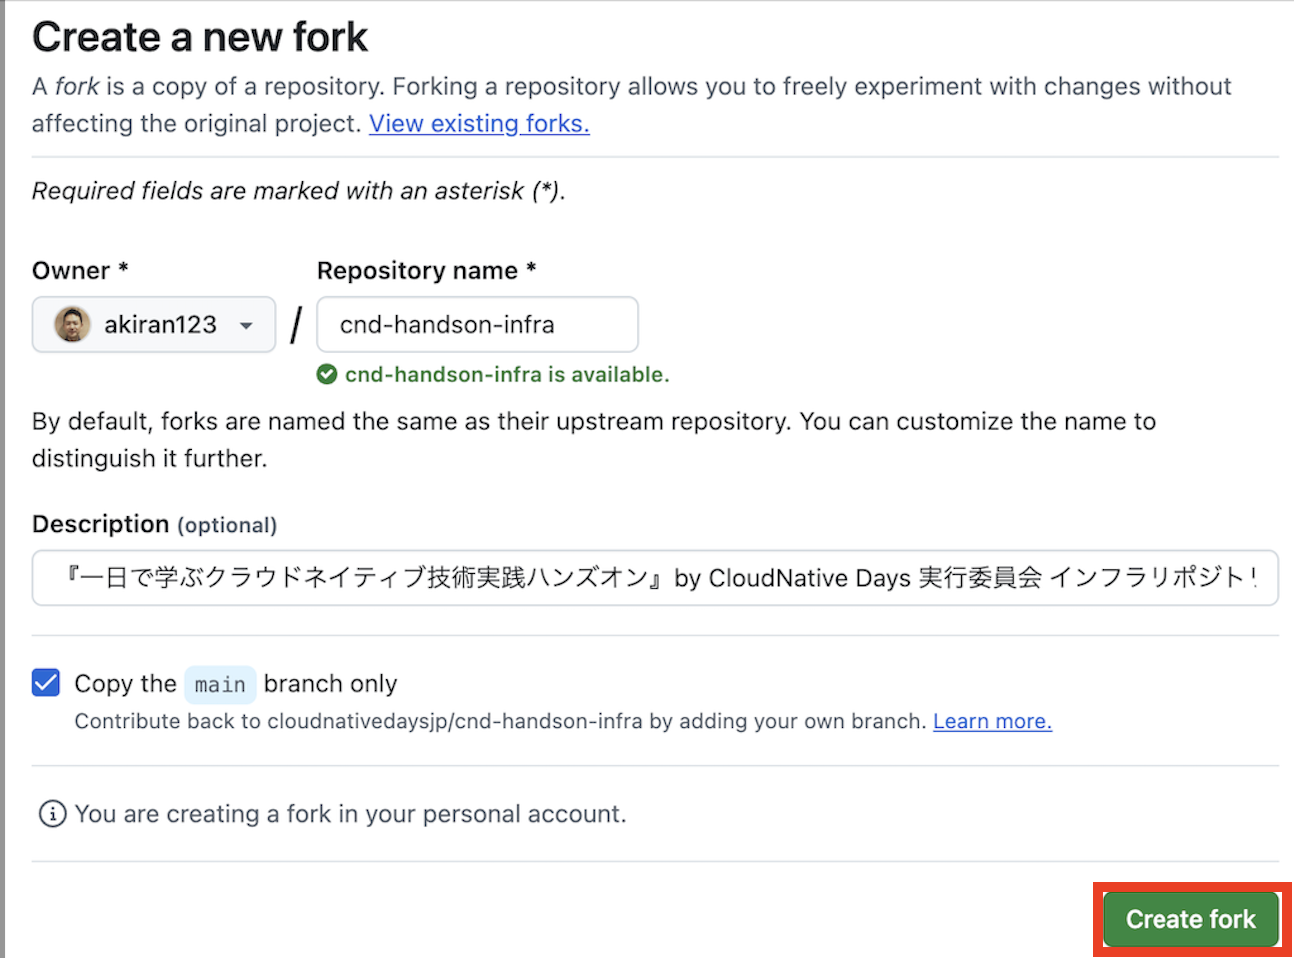 Create a new fork
A fork is a copy of a repository. Forking a repository allows you to freely experiment with changes without
affecting the original project. View existing forks.
Required fields are marked with an asterisk (*).
Owner *
Repository name *
akiran123
/
cnd-handson-infra
cnd-handson-infra is available.
By default, forks are named the same as their upstream repository. You can customize the name to
distinguish it further.
Description (optional)
『一日で学ぶクラウドネイティブ技術実践ハンズオン』by CloudNative Days 実行委員会 インフラリポジト
Copy the main branch only
Contribute back to cloudnativedaysjp/cnd-handson-infra by adding your own branch. Learn more.
You are creating a fork in your personal account.
Create fork